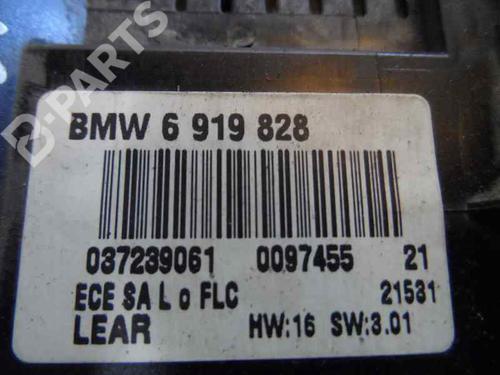 B-PARTS
BMW 6 919 828
037239061 0097455 21
ECE SA L o FLC 21531
LEAR HW:16 SW:3.01